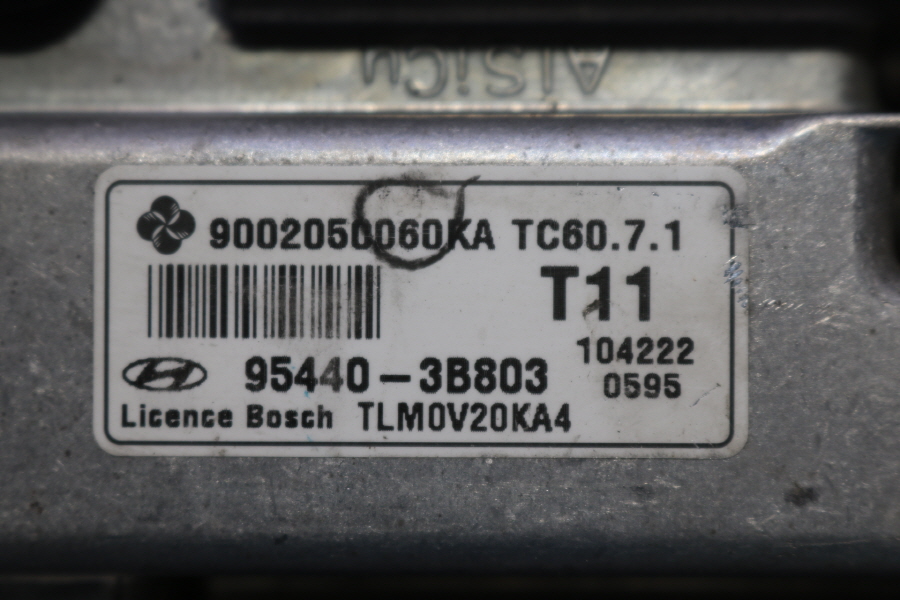 AlSiCu
9002050060KA TC60.7.1
T11
104222
95440-3B803
0595
Licence Bosch TLM0V20KA4